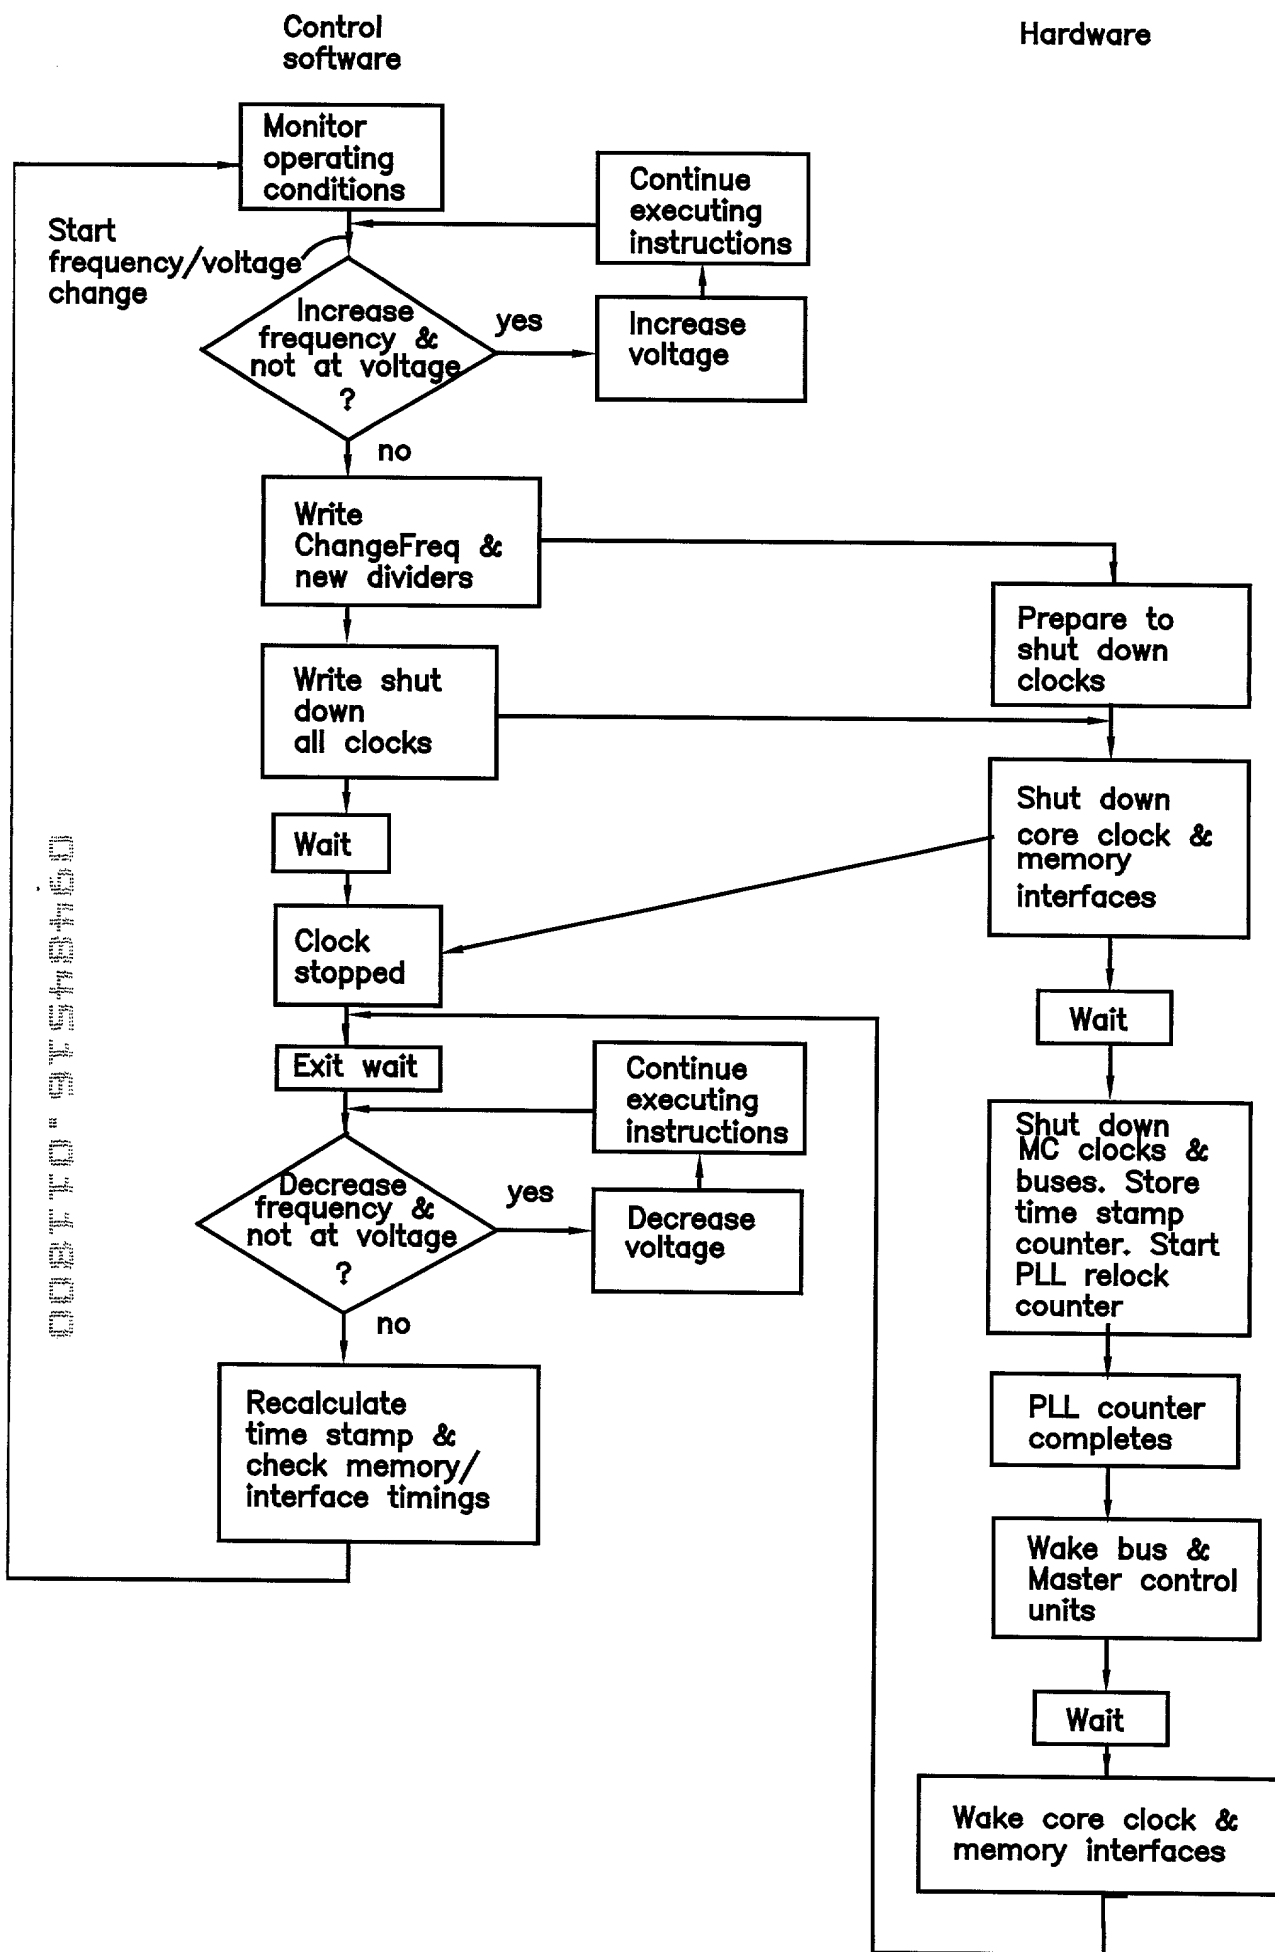 Control
software
Hardware
Monitor
operating
conditions
Continue
executing
instructions
Start
frequency/voltage
change
Increase
frequency &
not at voltage
?
yes
Increase
voltage
no
Write
ChangeFreq &
new dividers
Prepare to
shut down
clocks
Write shut
down
all clocks
Shut down
core clock &
memory
interfaces
Wait
Clock
stopped
Wait
Exit wait
Continue
executing
instructions
Shut down
MC clocks &
buses. Store
time stamp
counter. Start
PLL relock
counter
Decrease
frequency &
not at voltage
?
yes
Decrease
voltage
no
Recalculate
time stamp &
check memory/
interface timings
PLL counter
completes
Wake bus &
Master control
units
Wait
Wake core clock &
memory interfaces